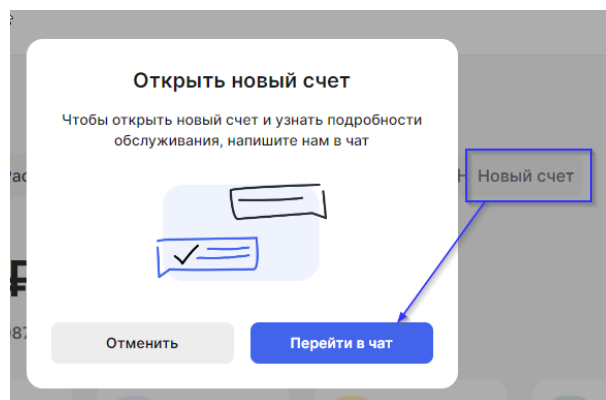 Открыть новый счет
Чтобы открыть новый счет и узнать подробности
обслуживания, напишите нам в чат
Новый счет
₽
Отменить
Перейти в чат